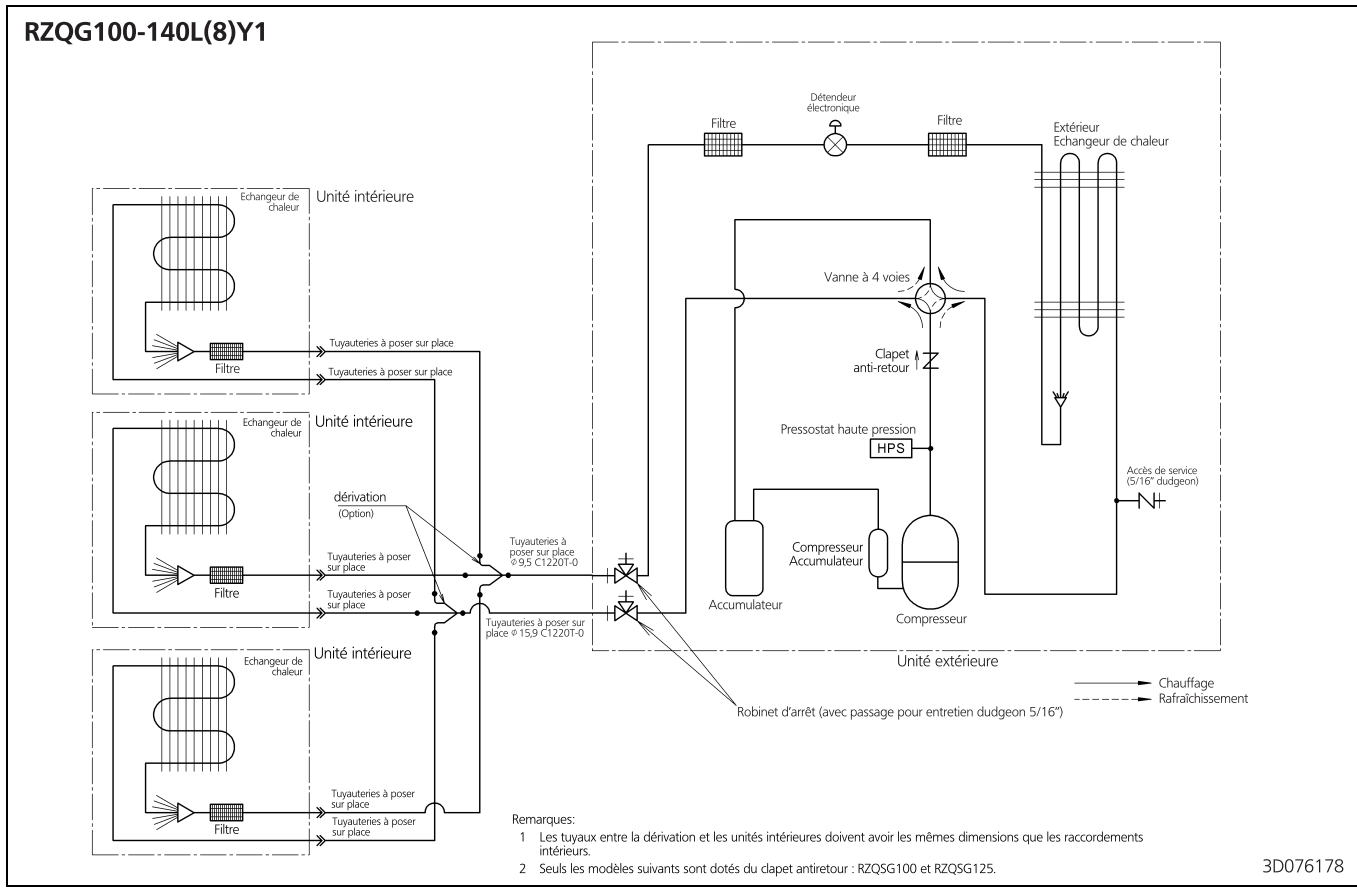 RZQG100-140L(8)Y1
Détendeur
électronique
Filtre
Filtre
Extérieur
Echangeur de chaleur
Echangeur de
chaleur
Unité intérieure
Vanne à 4 voies
Clapet
anti-retour
Tuyauteries à poser sur place
Filtre
Tuyauteries à poser sur place
Echangeur de
chaleur
Unité intérieure
Pressostat haute pression
HPS
Accès de service
(5/16" dudgeon)
dérivation
(Option)
Tuyauteries à poser
sur place
Filtre
Tuyauteries à poser
sur place
Tuyauteries à
poser sur place
φ 9,5 C1220T-0
Compresseur
Accumulateur
Accumulateur
Compresseur
Tuyauteries à poser sur
place φ 15,9 C1220T-0
Echangeur de
chaleur
Unité intérieure
Unité extérieure
Chauffage
Rafraîchissement
Robinet d'arrêt (avec passage pour entretien dudgeon 5/16")
Tuyauteries à poser
sur place
Filtre
Tuyauteries à poser
sur place
Remarques:
1 Les tuyaux entre la dérivation et les unités intérieures doivent avoir les mêmes dimensions que les raccordements
intérieurs.
2 Seuls les modèles suivants sont dotés du clapet antiretour : RZQSG100 et RZQSG125.
3D076178